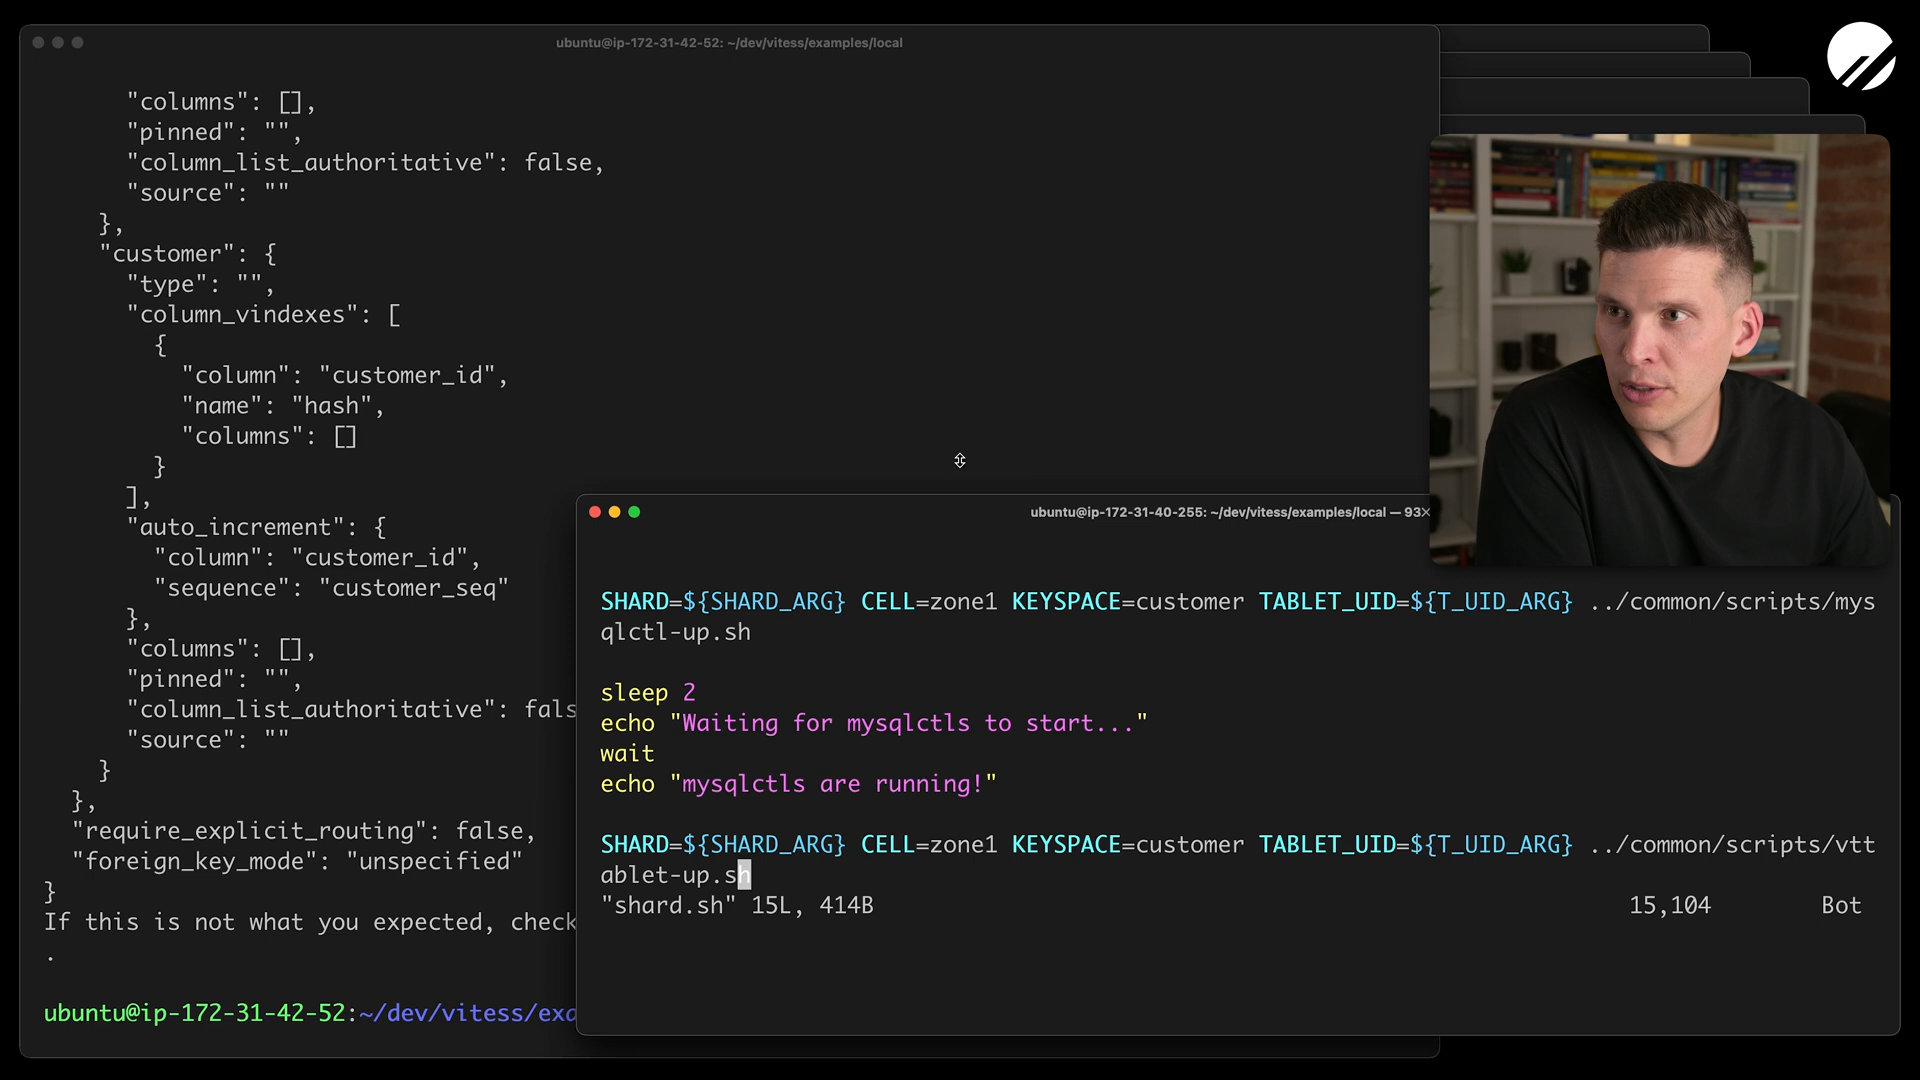 ubuntu@ip-172-31-42-52: ~/dev/vitess/examples/local
"columns": [],
"pinned": "",
"column_list_authoritative": false,
"source": ""
},
"customer": {
"type": "",
"column_vindexes": [
{
"column": "customer_id",
"name": "hash",
"columns": []
}
],
"auto_increment": {
"column": "customer_id",
"sequence": "customer_seq"
},
"columns": [],
"pinned": "",
"column_list_authoritative": fals
"source": ""
}
},
"require_explicit_routing": false,
"foreign_key_mode": "unspecified"
}
If this is not what you expected, check
.
ubuntu@ip-172-31-42-52:~/dev/vitess/exa
ubuntu@ip-172-31-40-255: ~/dev/vitess/examples/local — 93×
SHARD=${SHARD_ARG} CELL=zone1 KEYSPACE=customer TABLET_UID=${T_UID_ARG} ../common/scripts/mys
qlctl-up.sh
sleep 2
echo "Waiting for mysqlctls to start..."
wait
echo "mysqlctls are running!"
SHARD=${SHARD_ARG} CELL=zone1 KEYSPACE=customer TABLET_UID=${T_UID_ARG} ../common/scripts/vtt
ablet-up.sh
"shard.sh" 15L, 414B 15,104 Bot